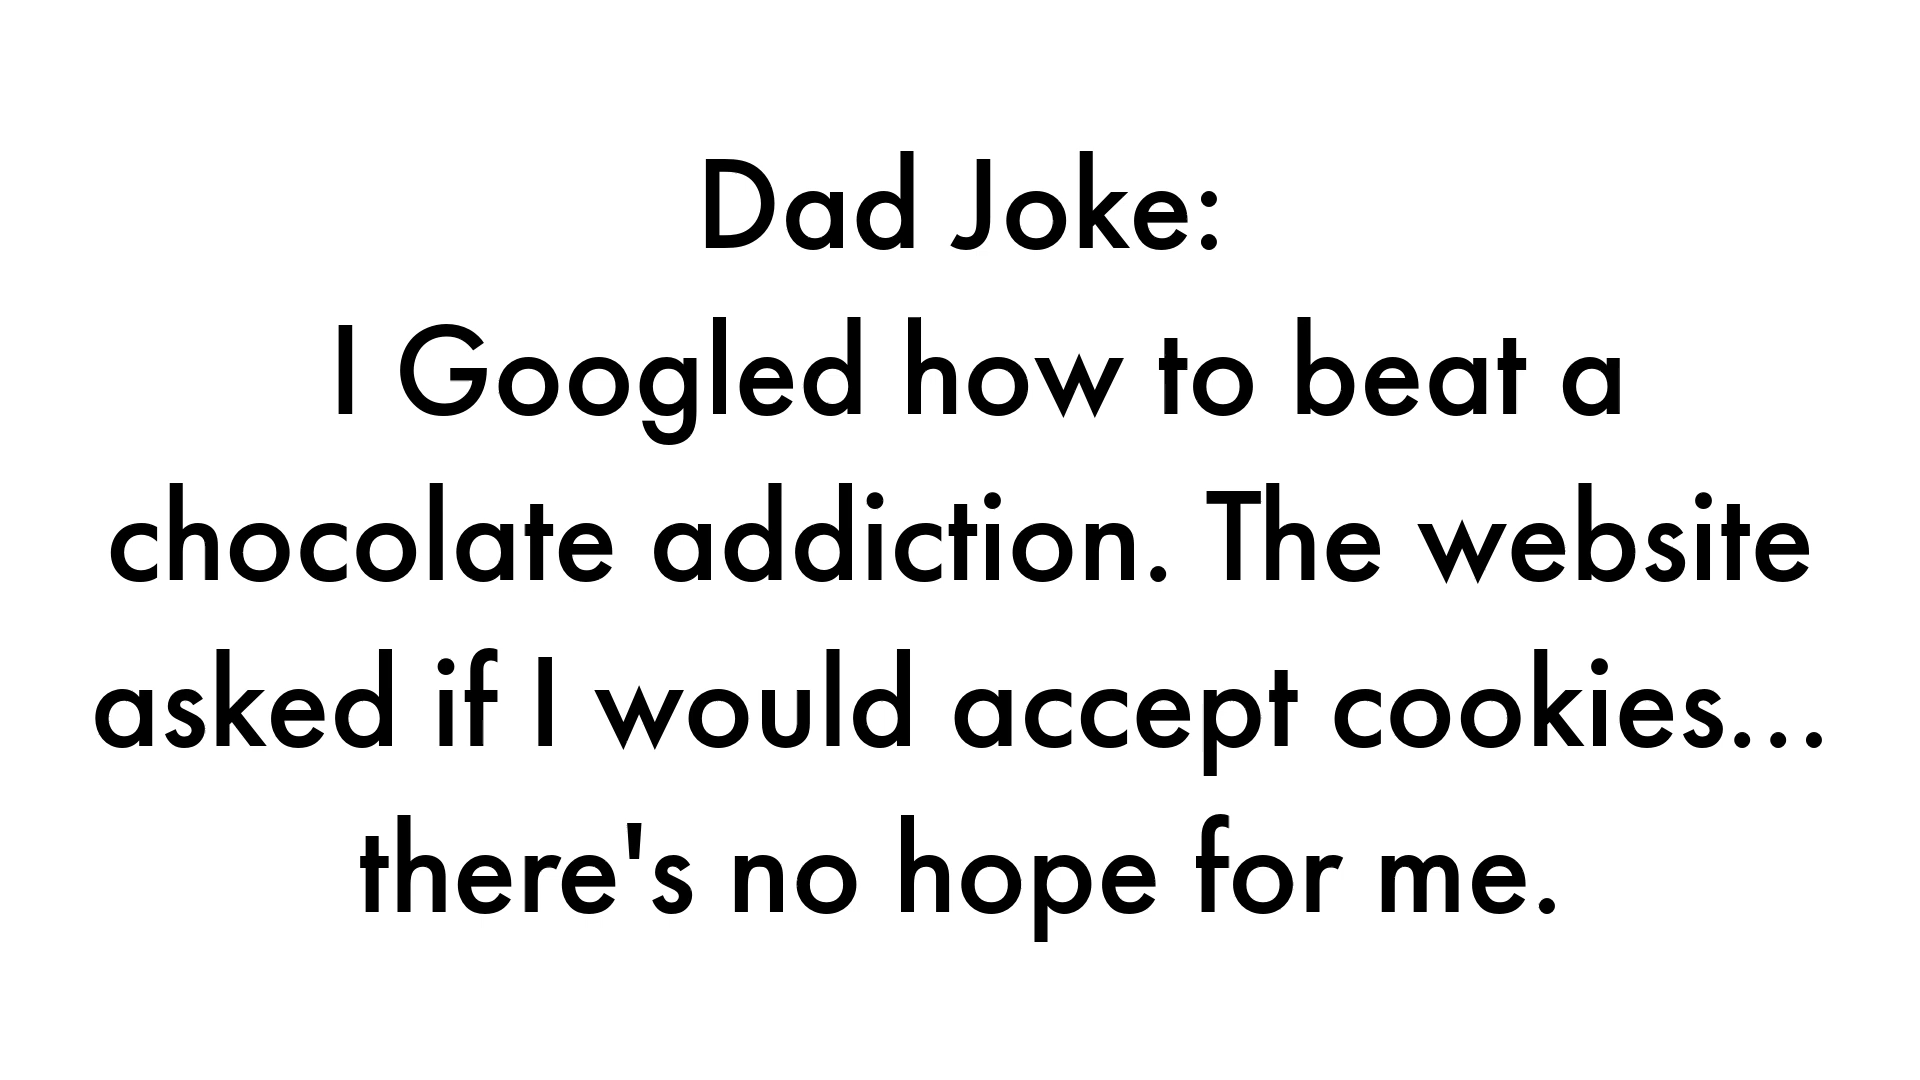 Dad Joke:
I Googled how to beat a
chocolate addiction. The website
asked if I would accept cookies...
there's no hope for me.